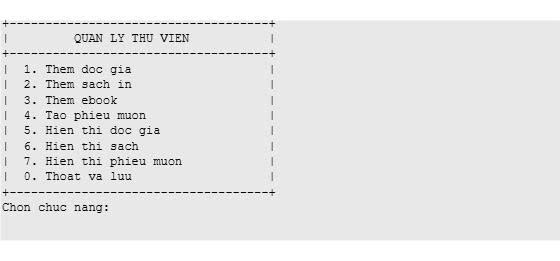 +------------------------------------+
|         QUAN LY THU VIEN           |
+------------------------------------+
|  1. Them doc gia                   |
|  2. Them sach in                   |
|  3. Them ebook                     |
|  4. Tao phieu muon                 |
|  5. Hien thi doc gia               |
|  6. Hien thi sach                  |
|  7. Hien thi phieu muon            |
|  0. Thoat va luu                   |
+------------------------------------+
Chon chuc nang: